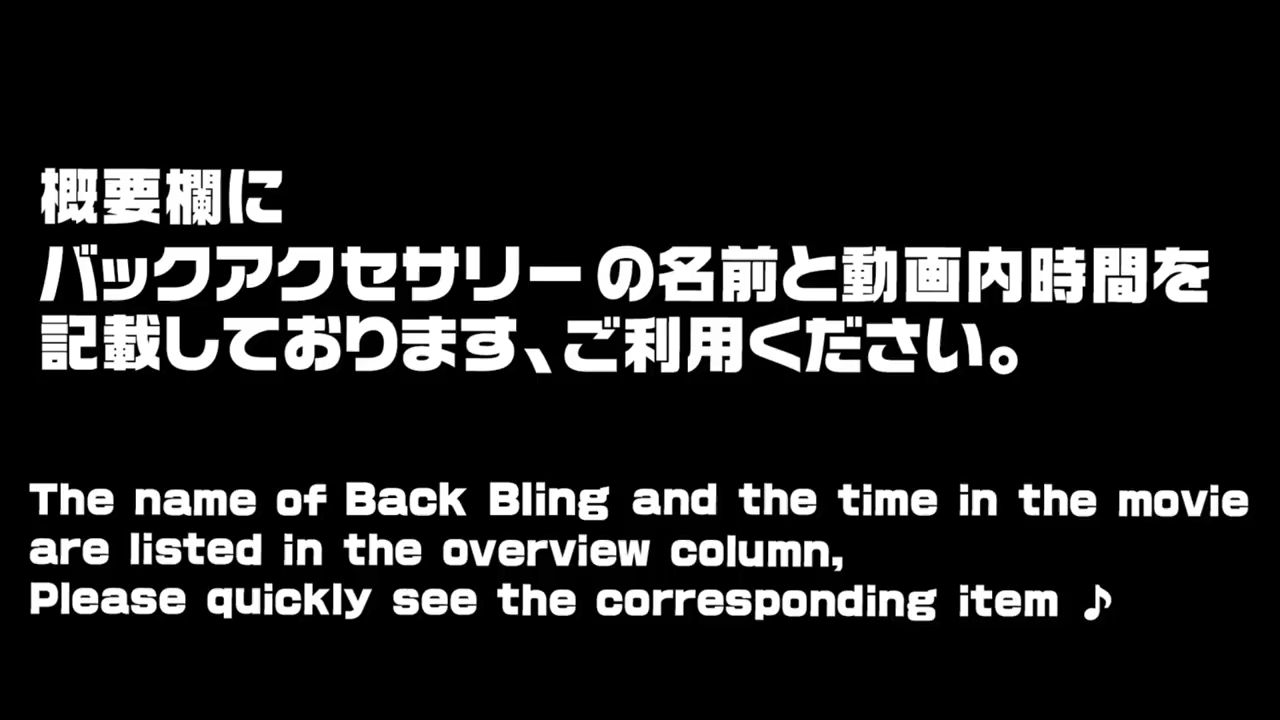 概要欄に
バックアクセサリーの名前と動画内時間を
記載しております、ご利用ください。
The name of Back Bling and the time in the movie
are listed in the overview column,
Please quickly see the corresponding item ♪